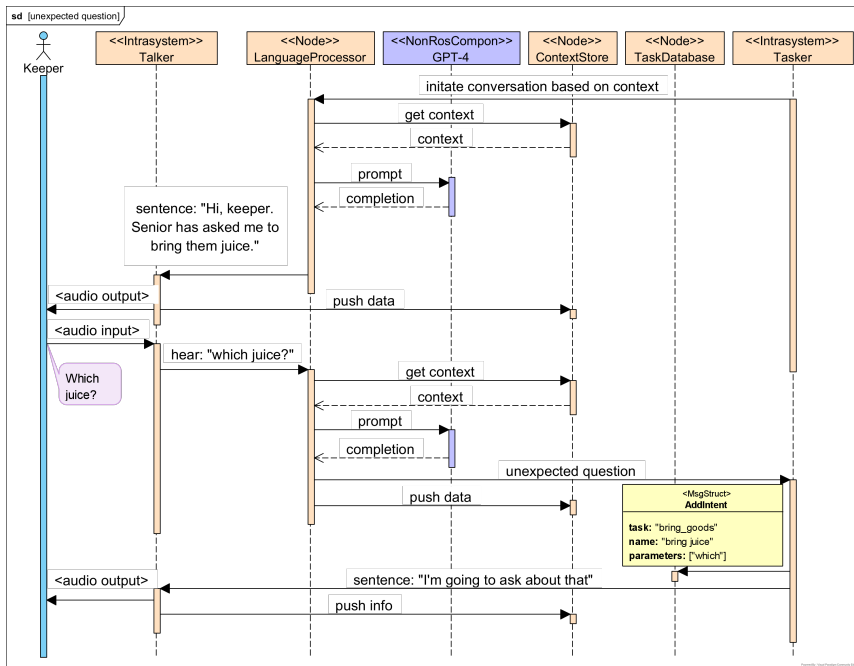 sd [unexpected question]
Keeper
<<Intrasystem>>
Talker
<<Node>>
LanguageProcessor
<<NonRosCompon>>
GPT-4
<<Node>>
ContextStore
<<Node>>
TaskDatabase
<<Intrasystem>>
Tasker
initate conversation based on context
get context
context
prompt
completion
sentence: "Hi, keeper.
Senior has asked me to
bring them juice."
<audio output>
push data
<audio input>
Which
juice?
hear: "which juice?"
get context
context
prompt
completion
unexpected question
push data
<MsgStruct>
AddIntent
task: "bring_goods"
name: "bring juice"
parameters: ["which"]
<audio output>
sentence: "I'm going to ask about that"
push info